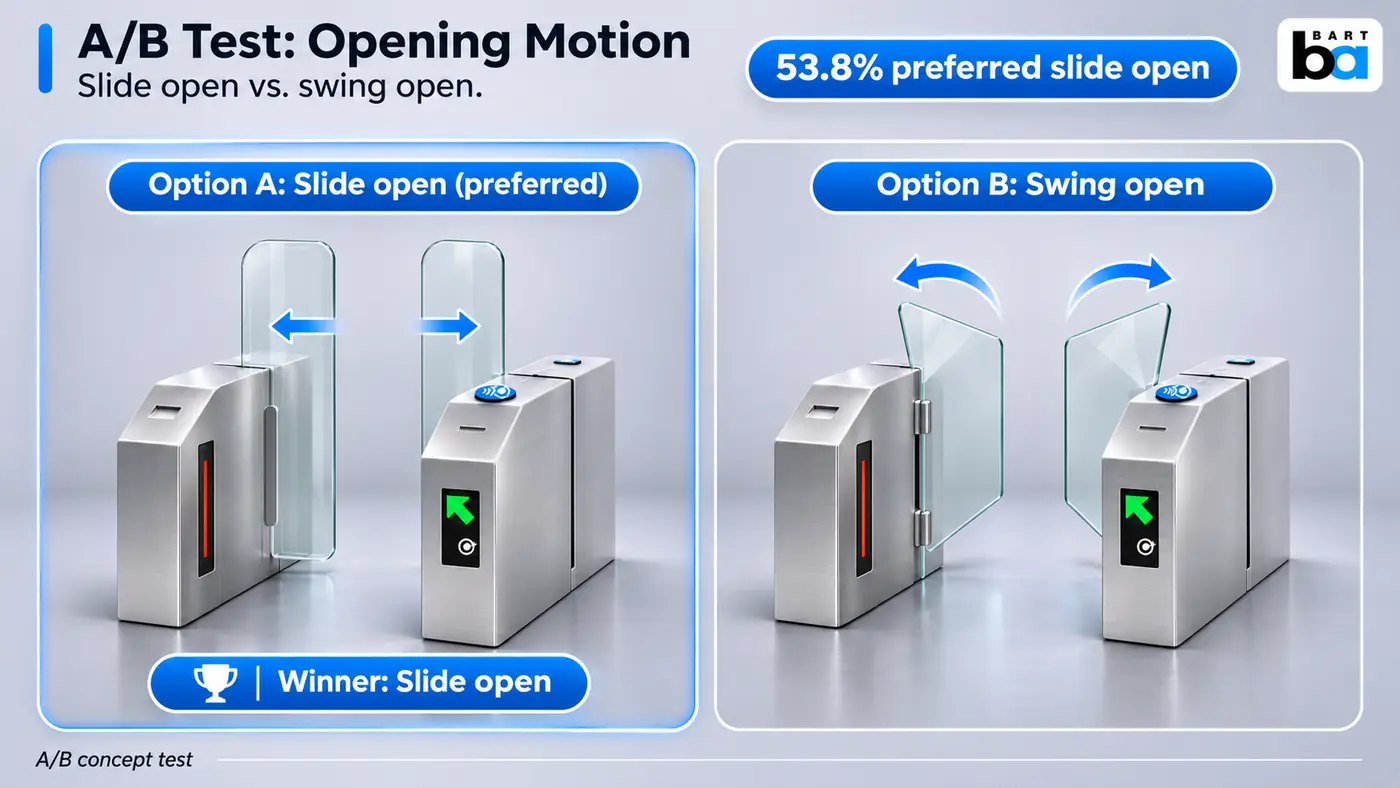 A/B Test: Opening Motion
Slide open vs. swing open.
53.8% preferred slide open
BART
ba
Option A: Slide open (preferred)
Option B: Swing open
Winner: Slide open
A/B concept test